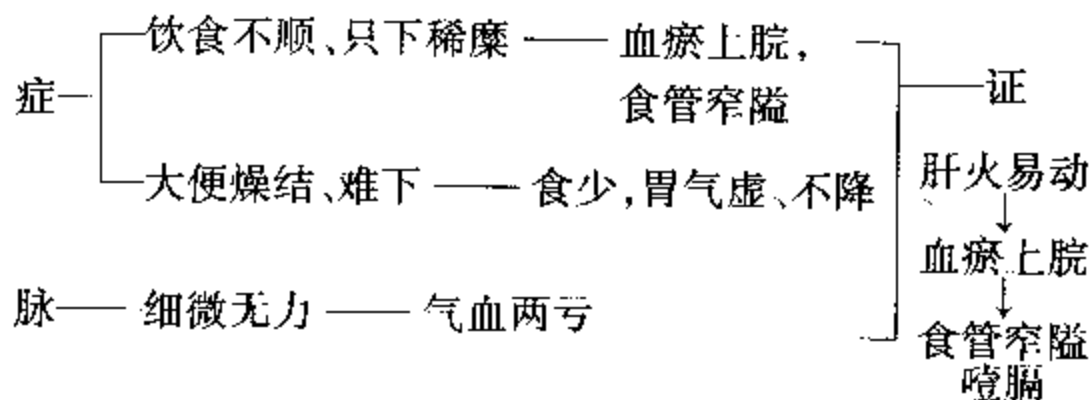 症
饮食不顺、只下稀糜 血瘀上脘,
食管窄隘
大便燥结、难下 食少,胃气虚、不降
脉 细微无力 气血两亏
证
肝火易动
血瘀上脘
食管窄隘
噎膈